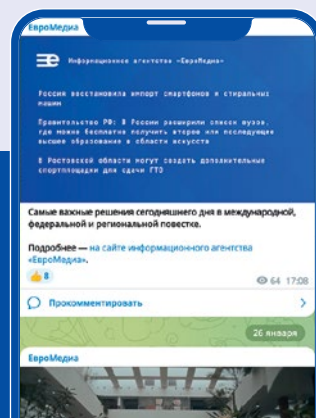 ЕвроМедиа
Информационное агентство «ЕвроМедиа»
Россия восстановила импорт смартфонов и стиральных
машин
Правительство РФ: В России расширили список вузов,
где можно бесплатно получить второе или последующее
высшее образование в области искусств
В Ростовской области могут создать дополнительные
спортплощадки для сдачи ГТО
Самые важные решения сегодняшнего дня в международной,
федеральной и региональной повестке.
Подробнее — на сайте информационного агентства
«ЕвроМедиа».
👍 8
64 17:08
Прокомментировать
26 января
ЕвроМедиа